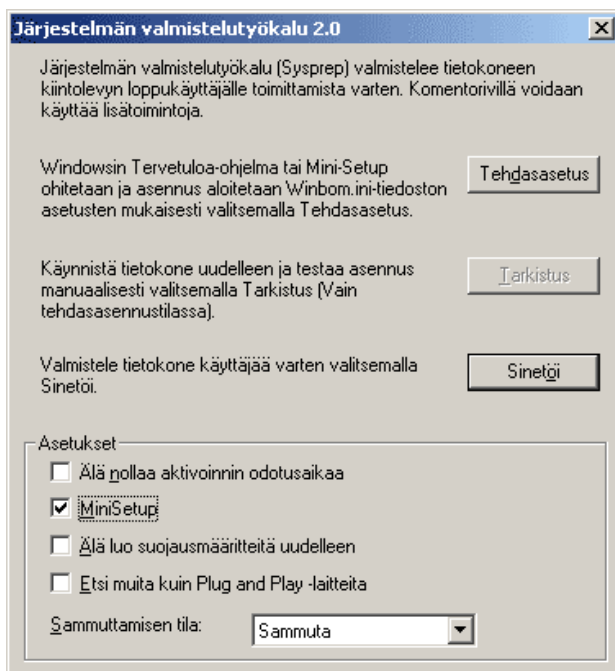 Järjestelmän valmistelutyökalu 2.0
Järjestelmän valmistelutyökalu (Sysprep) valmistelee tietokoneen
kiintolevyn loppukäyttäjälle toimittamista varten. Komentorivillä voidaan
käyttää lisätoimintoja.
Windowsin Tervetuloa-ohjelma tai Mini-Setup
ohitetaan ja asennus aloitetaan Winbom.ini-tiedoston
asetusten mukaisesti valitsemalla Tehdasasetus.
Tehdasasetus
Käynnistä tietokone uudelleen ja testaa asennus
manuaalisesti valitsemalla Tarkistus (Vain
tehdasasennustilassa).
Tarkistus
Valmistele tietokone käyttäjää varten valitsemalla
Sinetöi.
Sinetöi
Asetukset
Älä nollaa aktivoinnin odotusaikaa
MiniSetup
Älä luo suojausmääritteitä uudelleen
Etsi muita kuin Plug and Play -laitteita
Sammuttamisen tila:
Sammuta